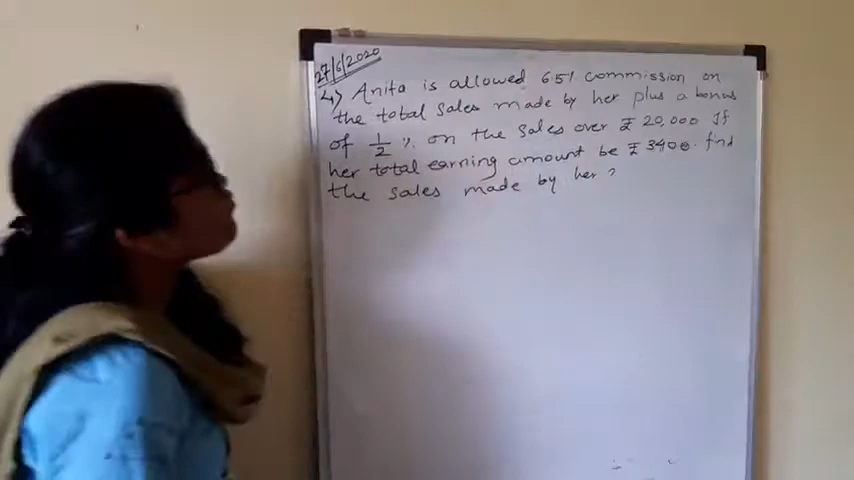 27/6/2020
4) Anita is allowed 6.5% commission on
the total sales made by her plus a bonus
of 1/2 % on the sales over ₹ 20,000 If
her total earning amount be ₹ 3400. find
the sales made by her ?